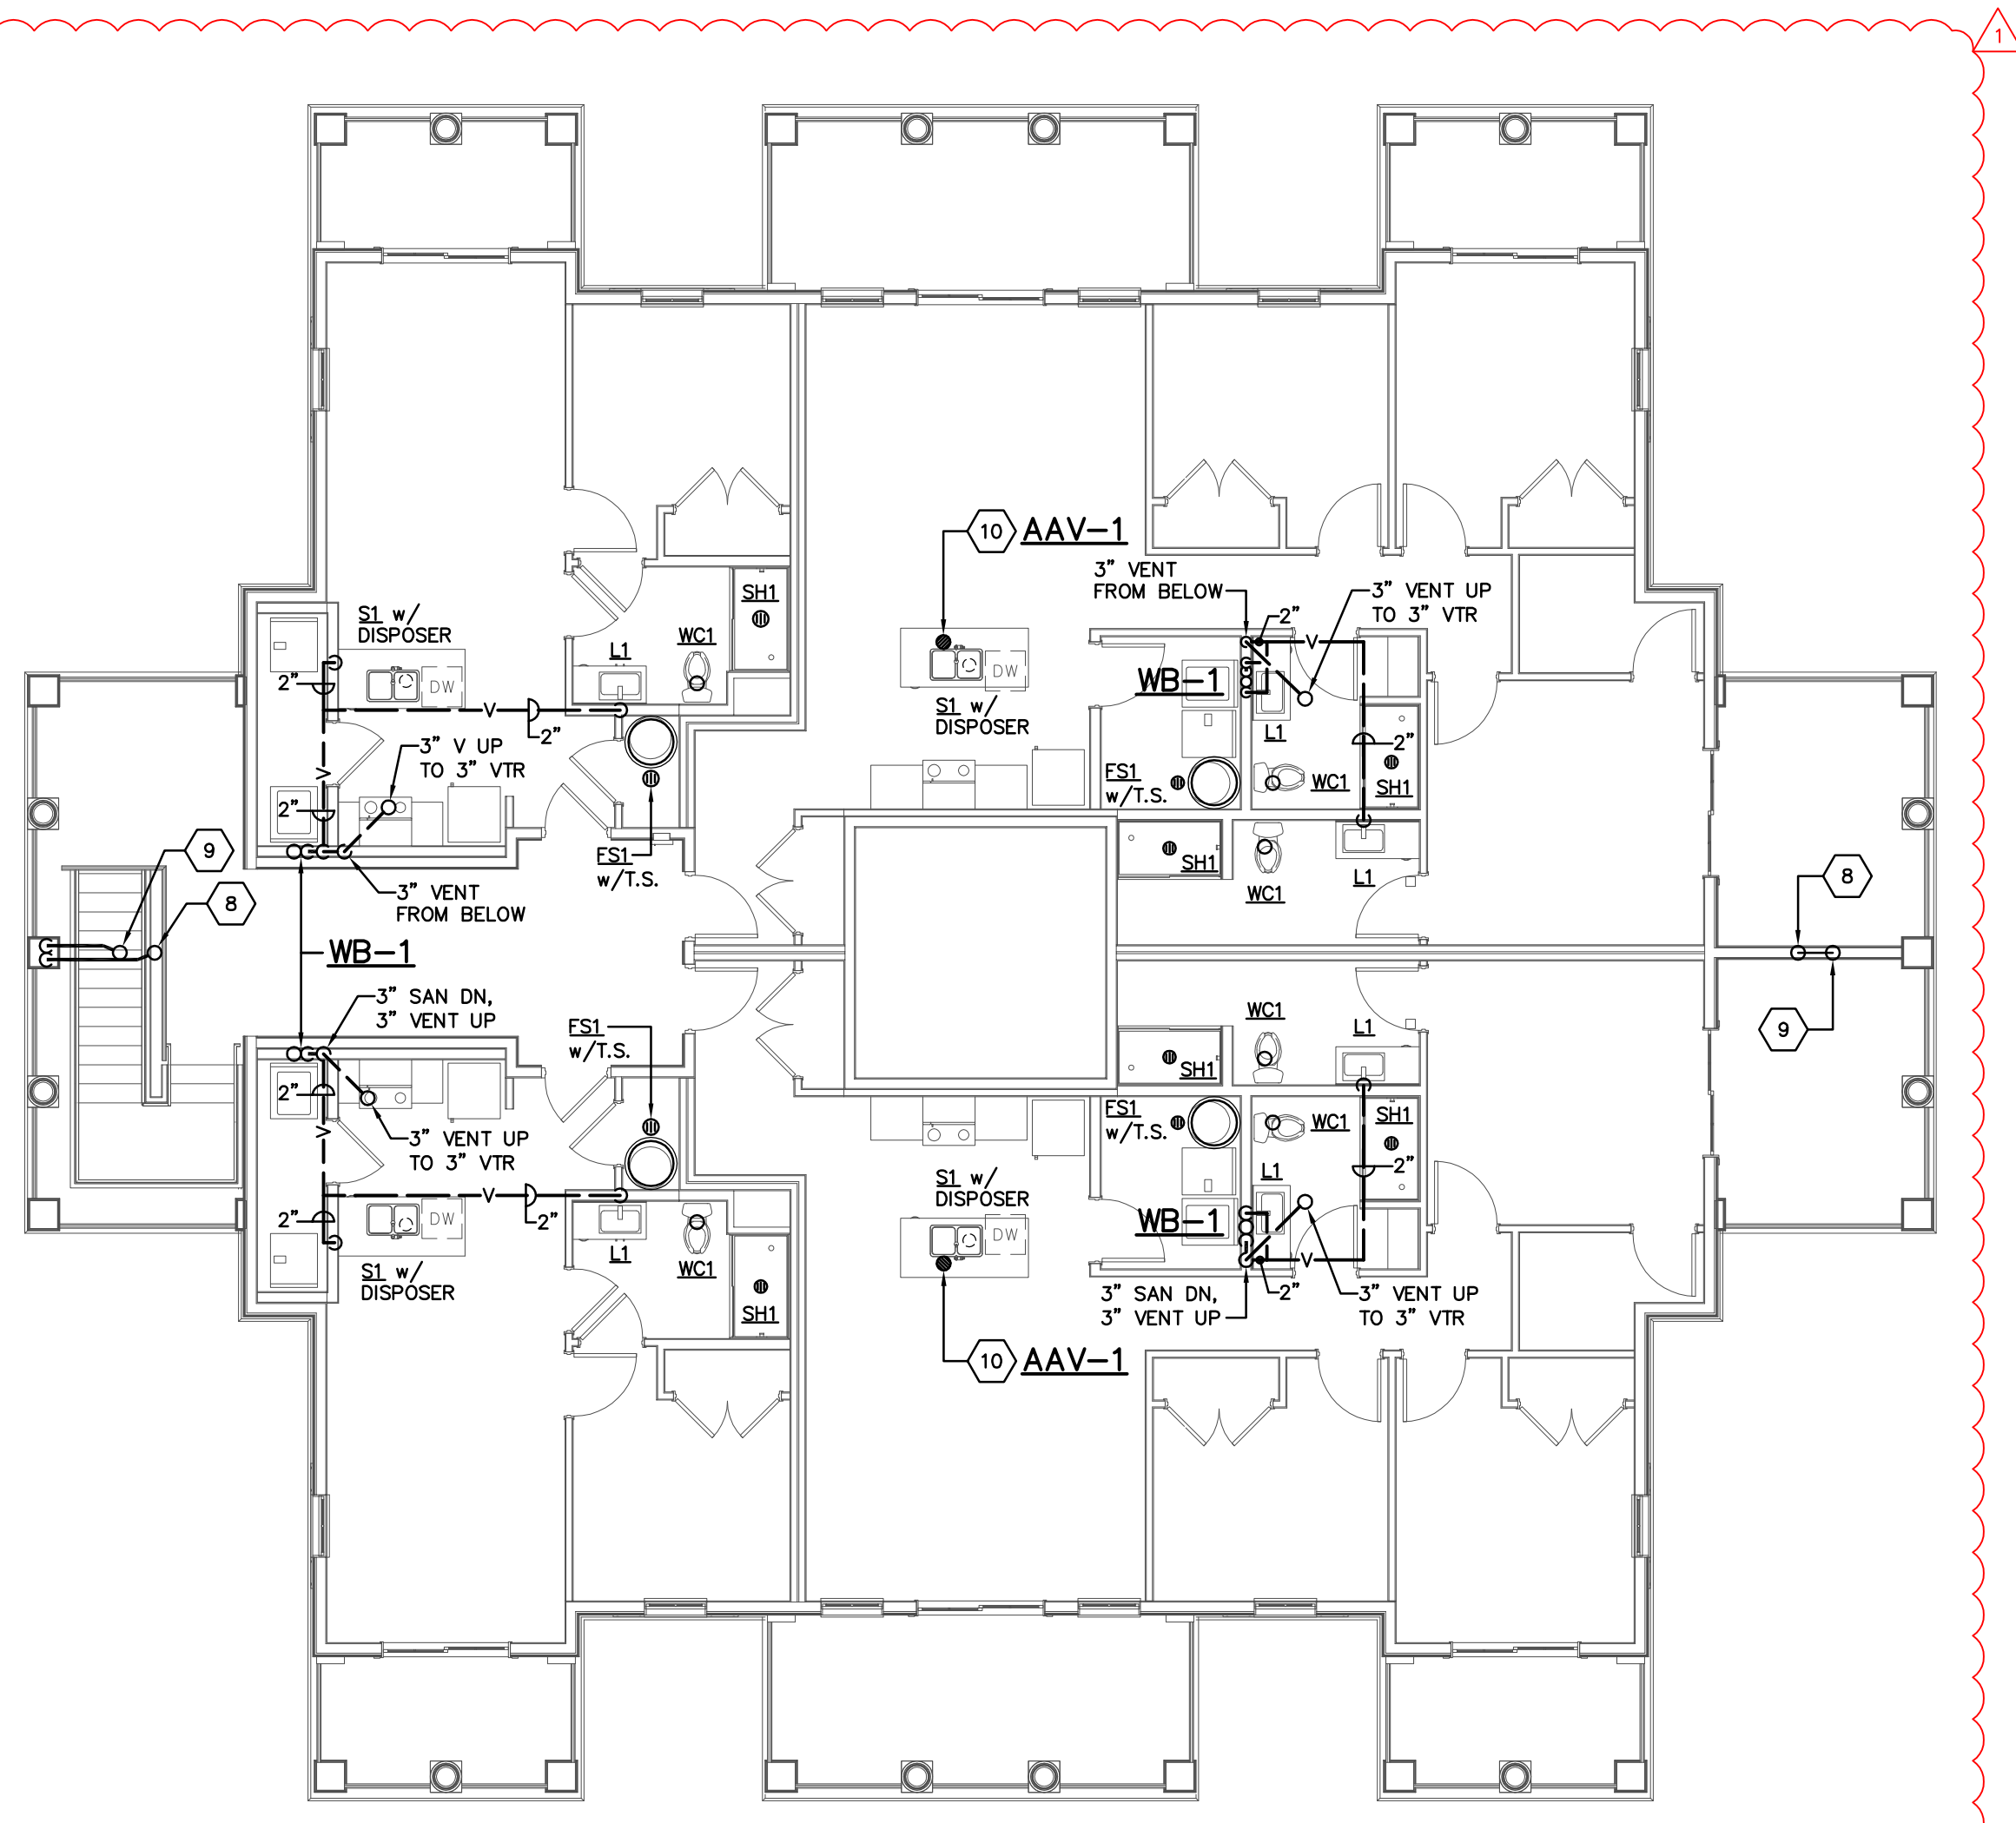 1
10 AAV-1
3" VENT
FROM BELOW
3" VENT UP
TO 3" VTR
2"
V
S1 w/
DISPOSER
SH1
WC1
L1
DW
2"
V
2"
DW
WB-1
S1 w/
DISPOSER
L1
2"
3" V UP
TO 3" VTR
V
2"
FS1
w/T.S.
WC1
SH1
9
FS1
w/T.S.
SH1
WC1
L1
8
8
3" VENT
FROM BELOW
WB-1
3" SAN DN,
3" VENT UP
FS1
w/T.S.
WC1
L1
9
SH1
2"
V
3" VENT UP
TO 3" VTR
FS1
w/T.S.
WC1
SH1
2"
L1
S1 w/
DISPOSER
V
2"
2"
DW
WB-1
DW
L1
WC1
S1 w/
DISPOSER
V
2"
3" SAN DN,
3" VENT UP
3" VENT UP
TO 3" VTR
SH1
10 AAV-1